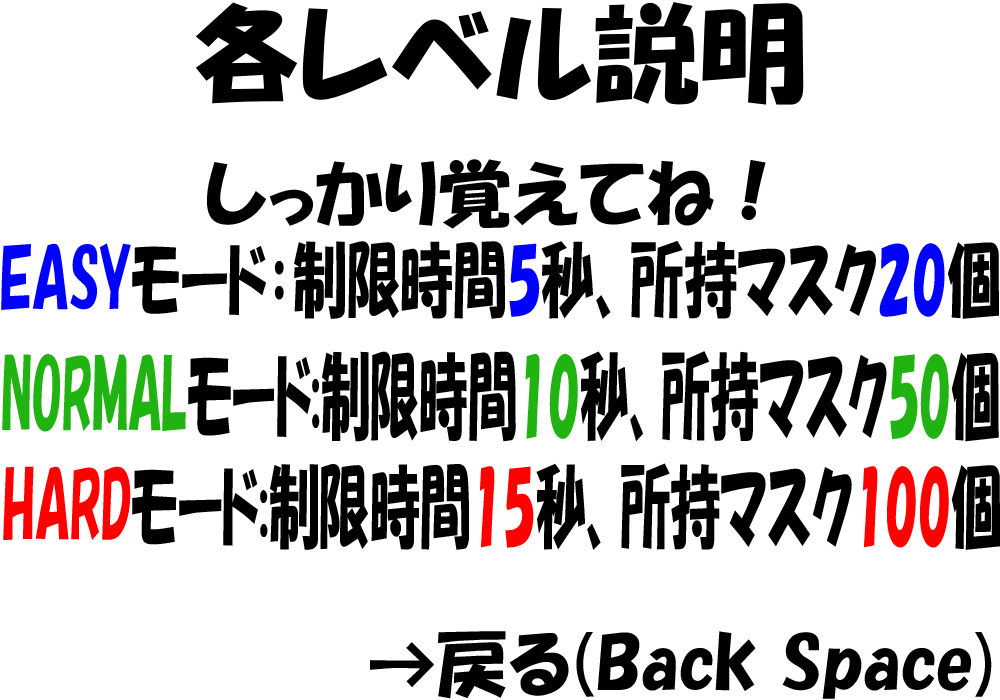 各レベル説明
しっかり覚えてね！
EASYモード：制限時間5秒、所持マスク20個
NORMALモード：制限時間10秒、所持マスク50個
HARDモード：制限時間15秒、所持マスク100個
→戻る(Back Space)